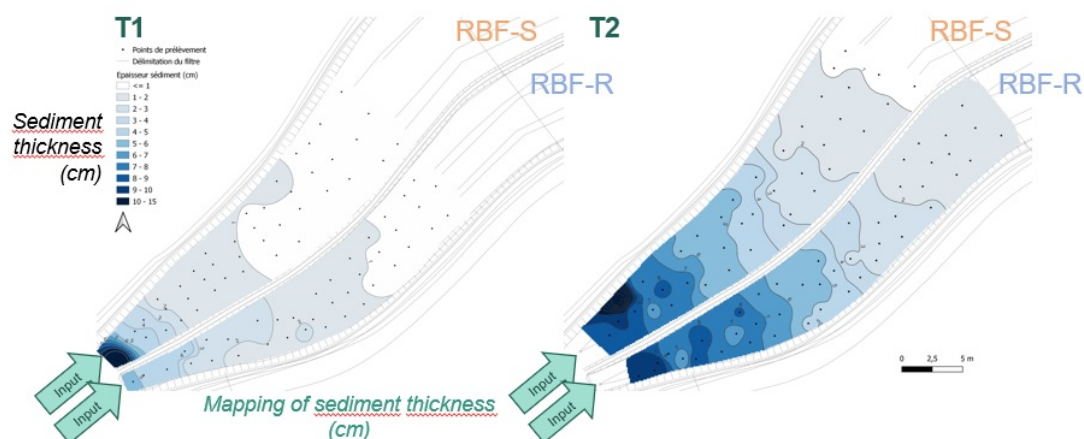 T1
RBF-S
RBF-R
Points de prélèvement
Délimitation du filtre
Epaisseur sédiment (cm)
<= 1
1 - 2
2 - 3
3 - 4
4 - 5
5 - 6
6 - 7
7 - 8
8 - 9
9 - 10
10 - 15
Sediment
thickness
(cm)
Input
Input
T2
RBF-S
RBF-R
0 2,5 5 m
Input
Input
Mapping of sediment thickness
(cm)